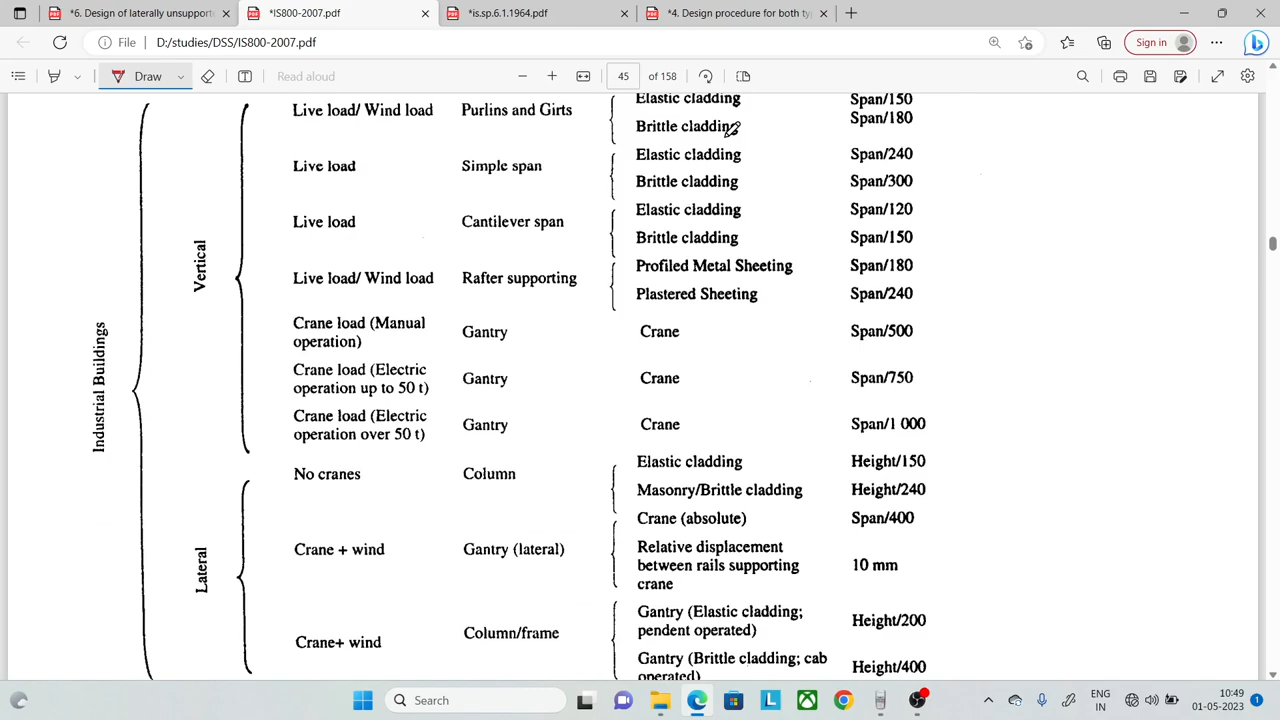 *6. Design of laterally unsupport
*IS800-2007.pdf
*is.sp.6.1.1964.pdf
*4. Design procedure for both typ
File
D:/studies/DSS/IS800-2007.pdf
Sign in
Draw
Read aloud
45
of 158
Live load/ Wind load
Purlins and Girts
Elastic cladding
Span/150
Brittle cladding
Span/180
Live load
Simple span
Elastic cladding
Span/240
Brittle cladding
Span/300
Live load
Cantilever span
Elastic cladding
Span/120
Brittle cladding
Span/150
Live load/ Wind load
Rafter supporting
Profiled Metal Sheeting
Span/180
Plastered Sheeting
Span/240
Crane load (Manual
operation)
Gantry
Crane
Span/500
Crane load (Electric
operation up to 50 t)
Gantry
Crane
Span/750
Crane load (Electric
operation over 50 t)
Gantry
Crane
Span/1 000
Vertical
Industrial Buildings
No cranes
Column
Elastic cladding
Height/150
Masonry/Brittle cladding
Height/240
Crane + wind
Gantry (lateral)
Crane (absolute)
Span/400
Relative displacement
between rails supporting
crane
10 mm
Lateral
Crane+ wind
Column/frame
Gantry (Elastic cladding;
pendent operated)
Height/200
Gantry (Brittle cladding; cab
operated)
Height/400
Search
ENG
IN
10:49
01-05-2023
1